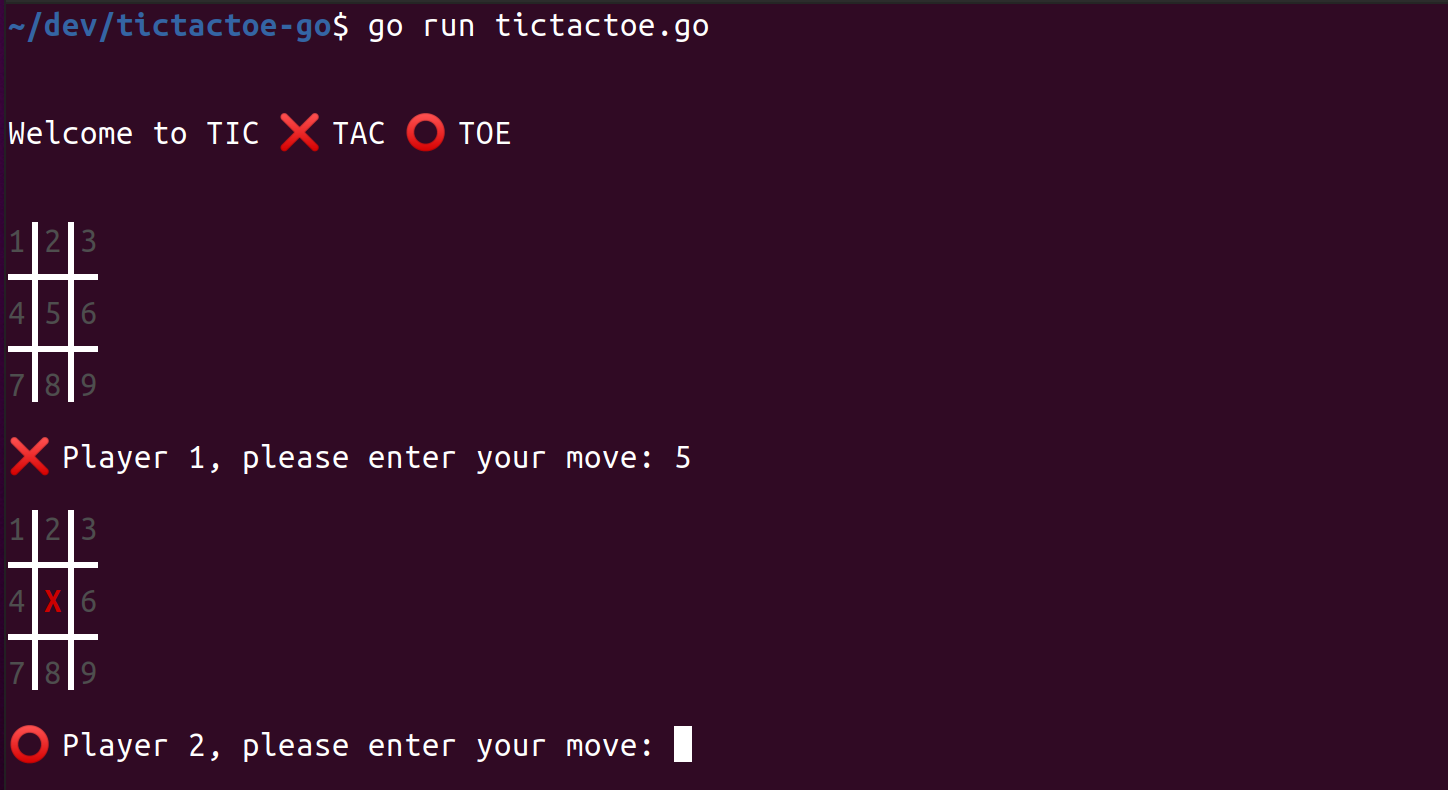 ~/dev/tictactoe-go$ go run tictactoe.go
Welcome to TIC ❌ TAC ⭕ TOE
1 2 3
4 5 6
7 8 9
❌ Player 1, please enter your move: 5
1 2 3
4 X 6
7 8 9
⭕ Player 2, please enter your move: